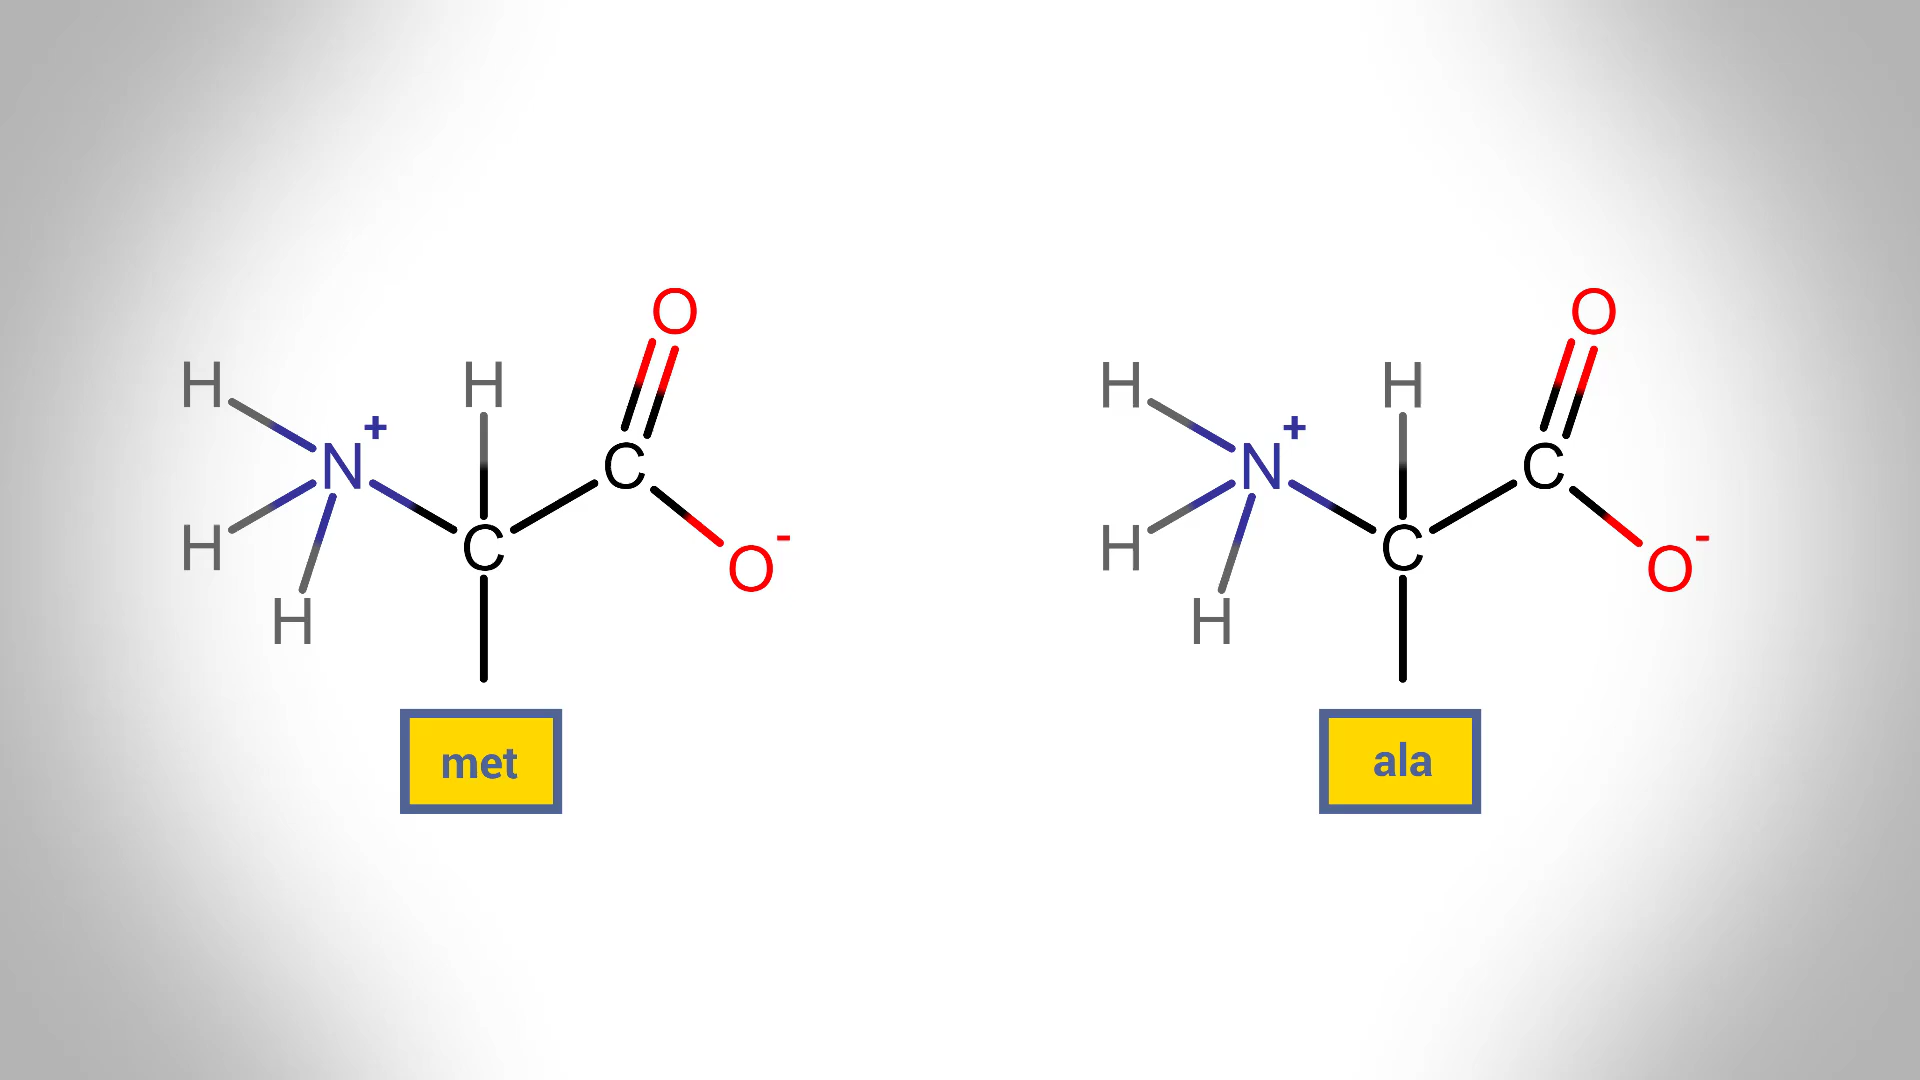 O O
H H H H
N+ C N+ C
H C O- H C O-
H H
met ala